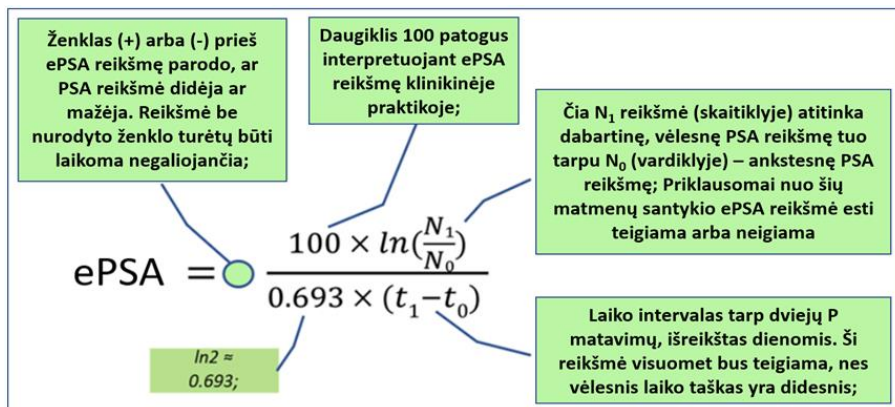 Ženklas (+) arba (-) prieš
ePSA reikšmę parodo, ar
PSA reikšmė didėja ar
mažėja. Reikšmė be
nurodyto ženklo turėtų būti
laikoma negaliojančia;
Daugiklis 100 patogus
interpretuojant ePSA
reikšmę klinikinėje
praktikoje;
Čia N₁ reikšmė (skaitiklyje) atitinka
dabartinę, vėlesnę PSA reikšmę tuo
tarpu N₀ (vardiklyje) – ankstesnę PSA
reikšmę; Priklausomai nuo šių
matmenų santykio ePSA reikšmė esti
teigiama arba neigiama
ePSA = 100 × ln(N₁/N₀)
0.693 × (t₁−t₀)
ln2 ≈
0.693;
Laiko intervalas tarp dviejų P
matavimų, išreikštas dienomis. Ši
reikšmė visuomet bus teigiama, nes
vėlesnis laiko taškas yra didesnis;